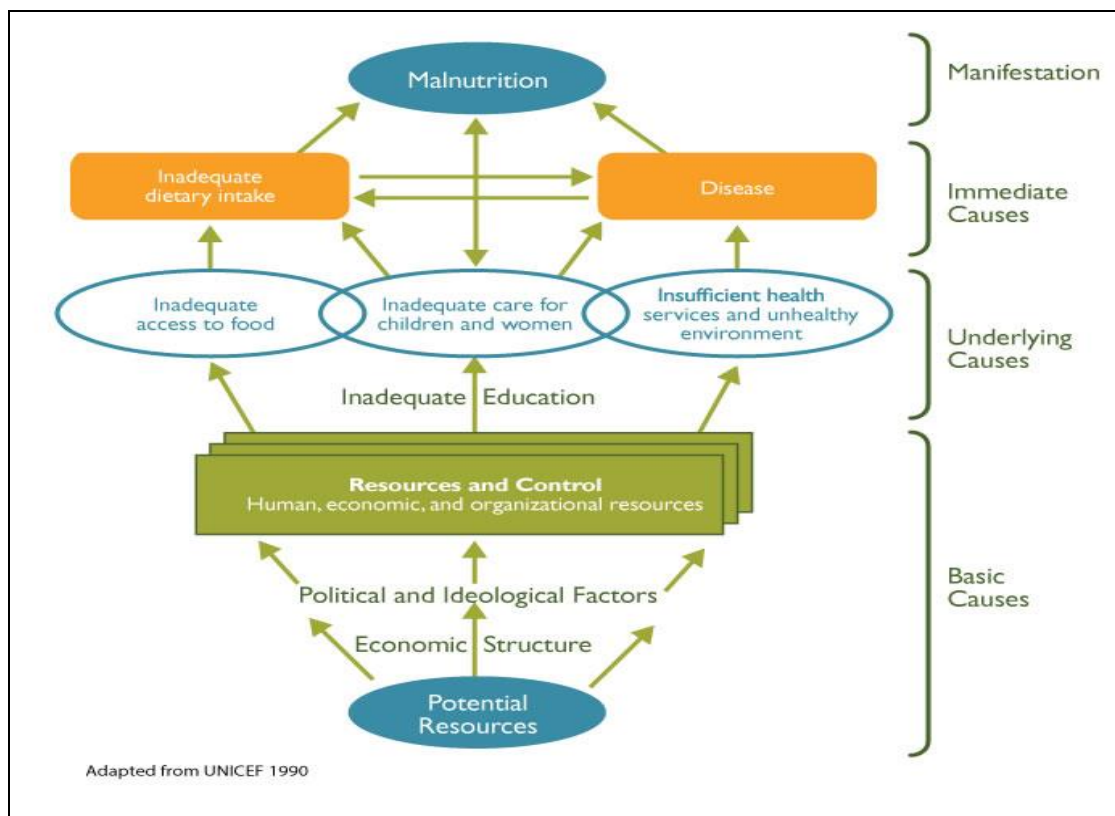 Malnutrition
Manifestation
Inadequate
dietary intake
Disease
Immediate
Causes
Inadequate
access to food
Inadequate care for
children and women
Insufficient health
services and unhealthy
environment
Underlying
Causes
Inadequate Education
Resources and Control
Human, economic, and organizational resources
Political and Ideological Factors
Economic Structure
Basic
Causes
Potential
Resources
Adapted from UNICEF 1990